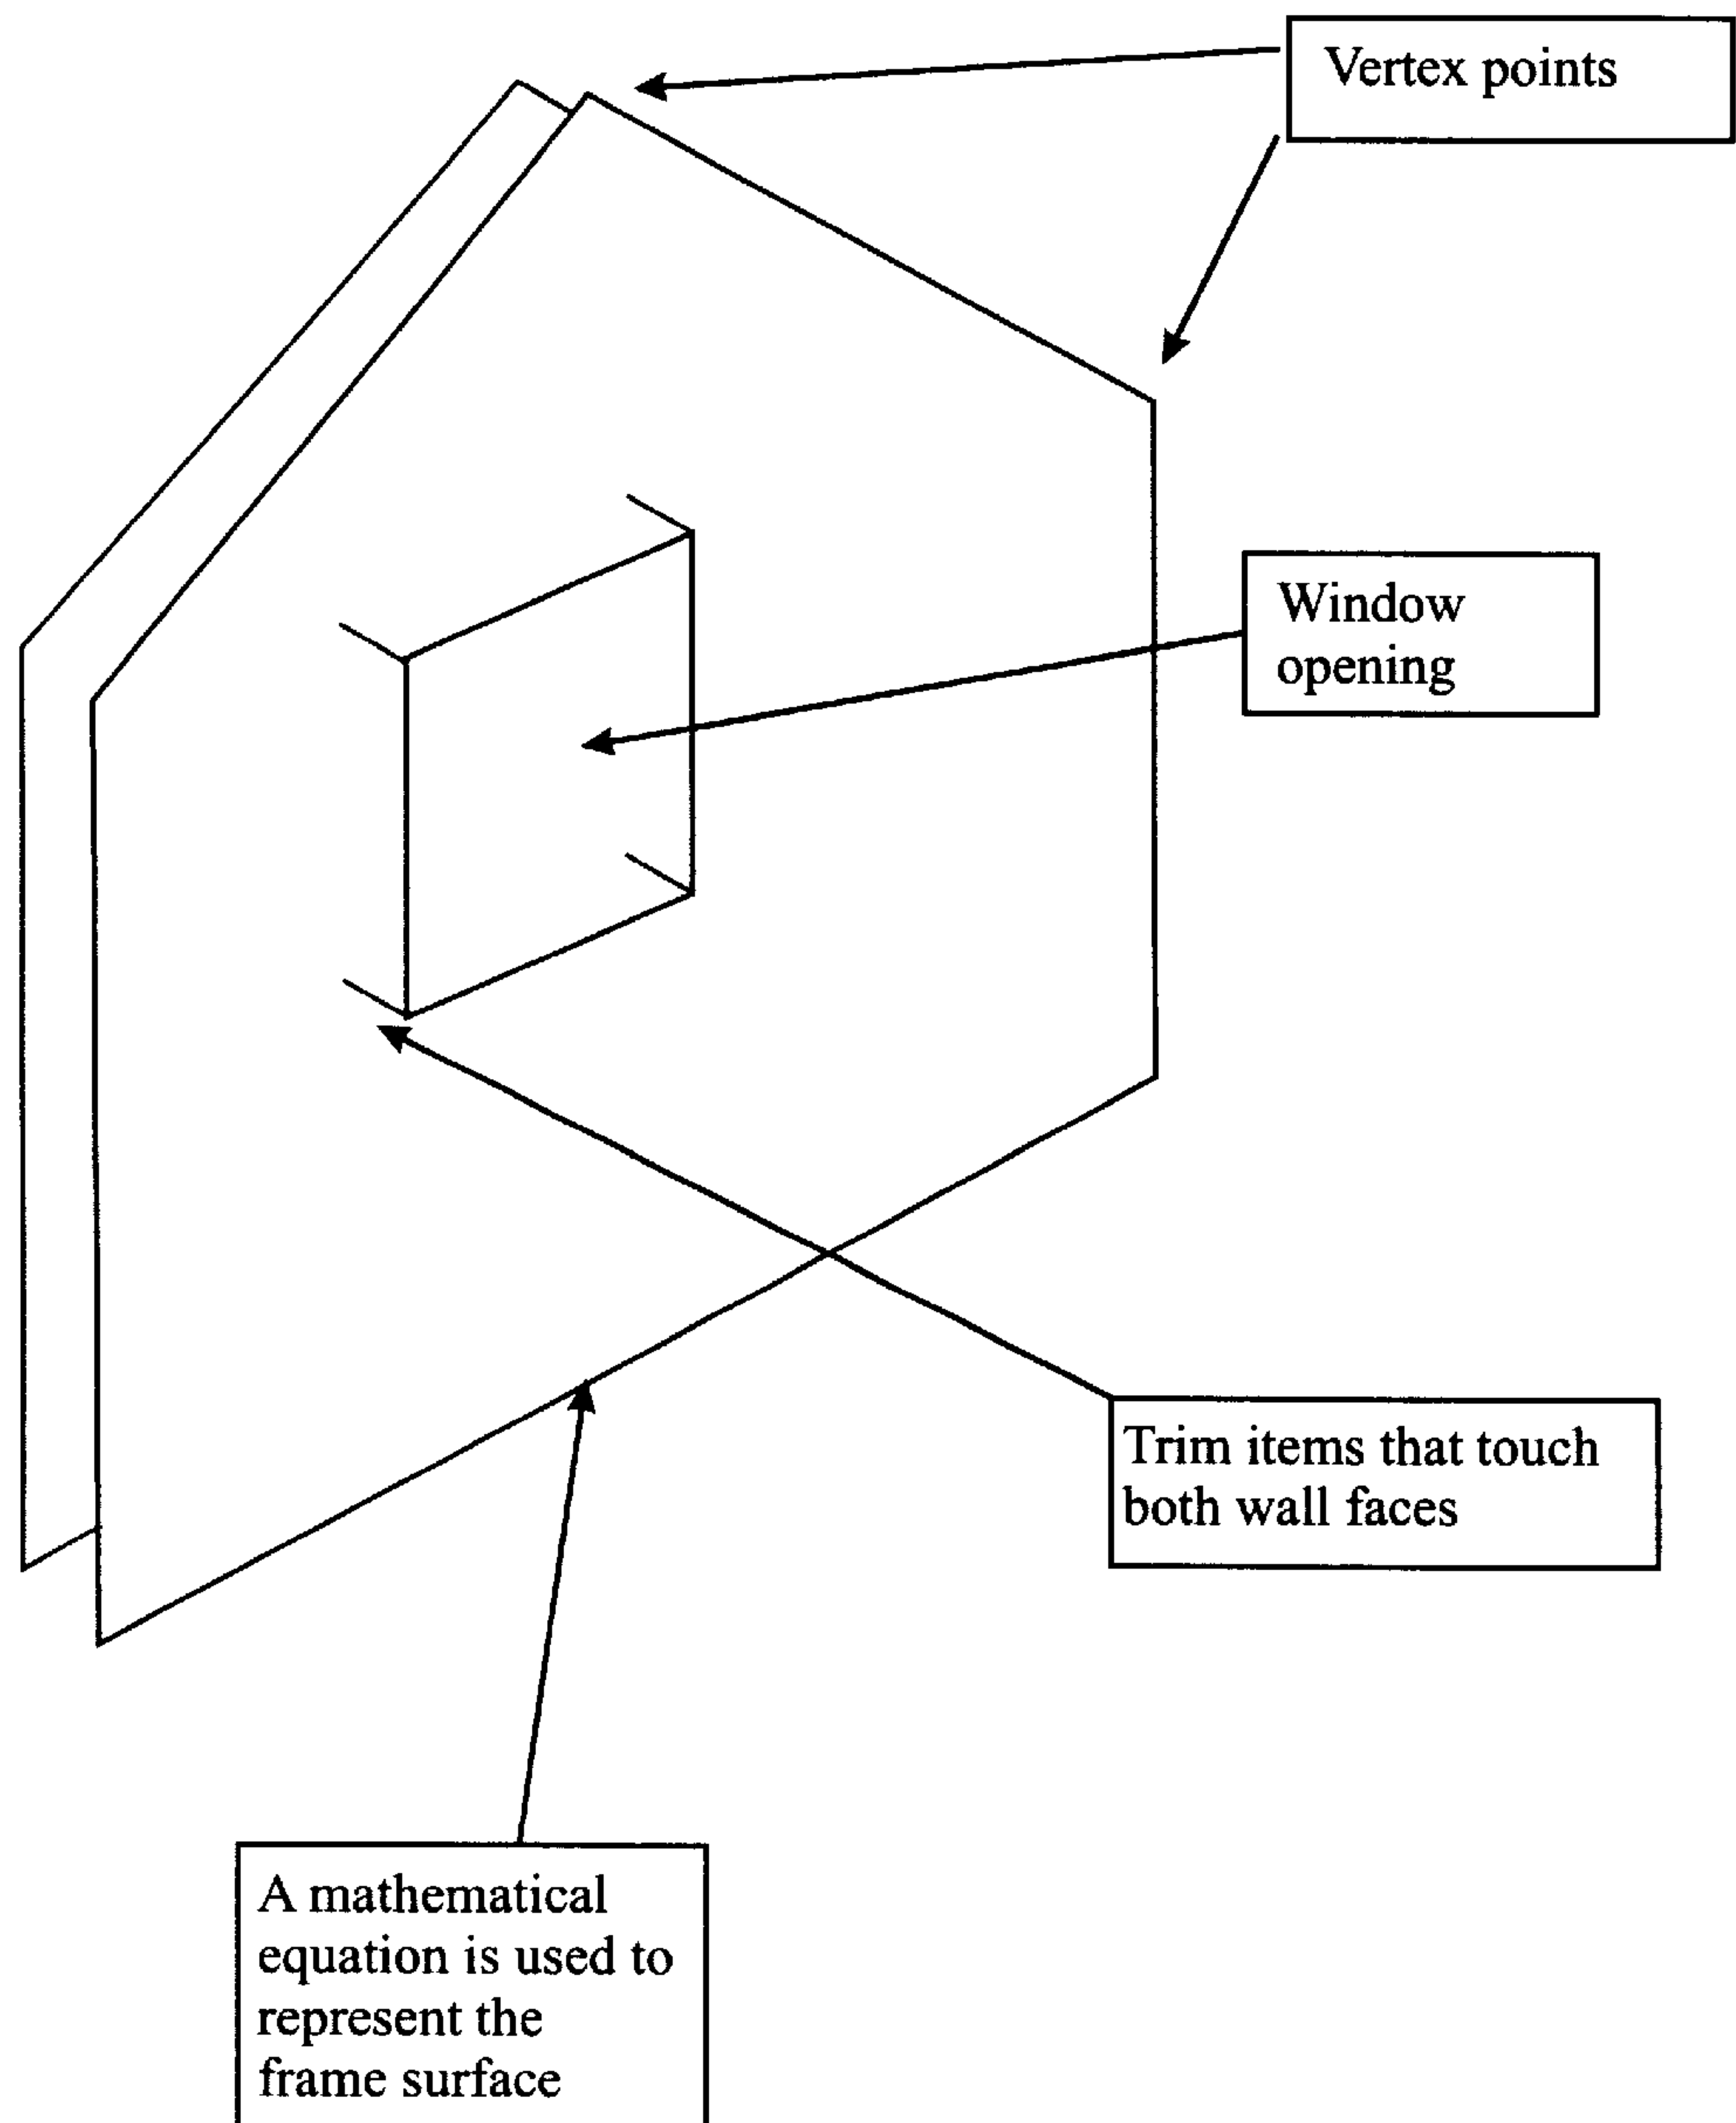 Vertex points
Window
opening
Trim items that touch
both wall faces
A mathematical
equation is used to
represent the
frame surface